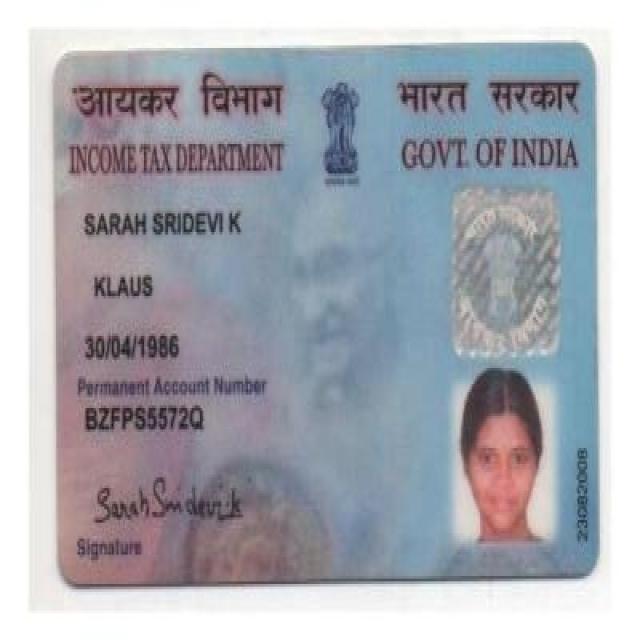 आयकर विभाग
भारत सरकार
INCOME TAX DEPARTMENT
GOVT. OF INDIA
SARAH SRIDEVI K
KLAUS
30/04/1986
Permanent Account Number
BZFPS5572Q
Sarah Sridevi k
Signature
23082008